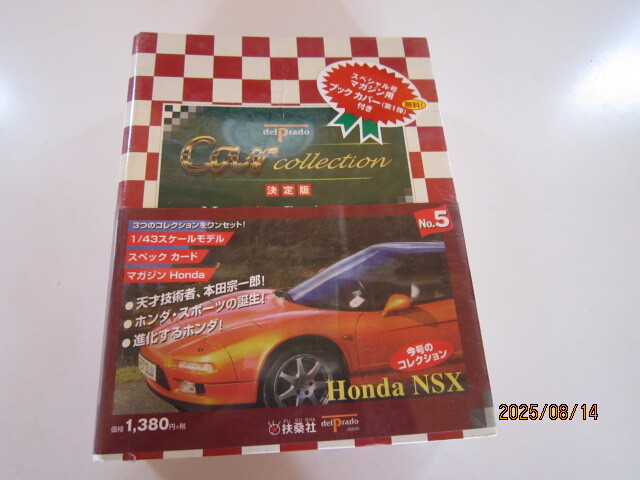 スペシャル号
マガジン用
ブック カバー(第1弾)
付き
無料!
del Prado
Car collection
決定版
3つのコレクションをワンセット!
No.5
1/43スケールモデル
スペック カード
マガジン Honda
●天才技術者、本田宗一郎!
●ホンダ・スポーツの誕生!
●進化するホンダ!
今号の
コレクション
Honda NSX
価格 1,380円+税
FU SO SHA
扶桑社
del Prado
Japan
2025/08/14